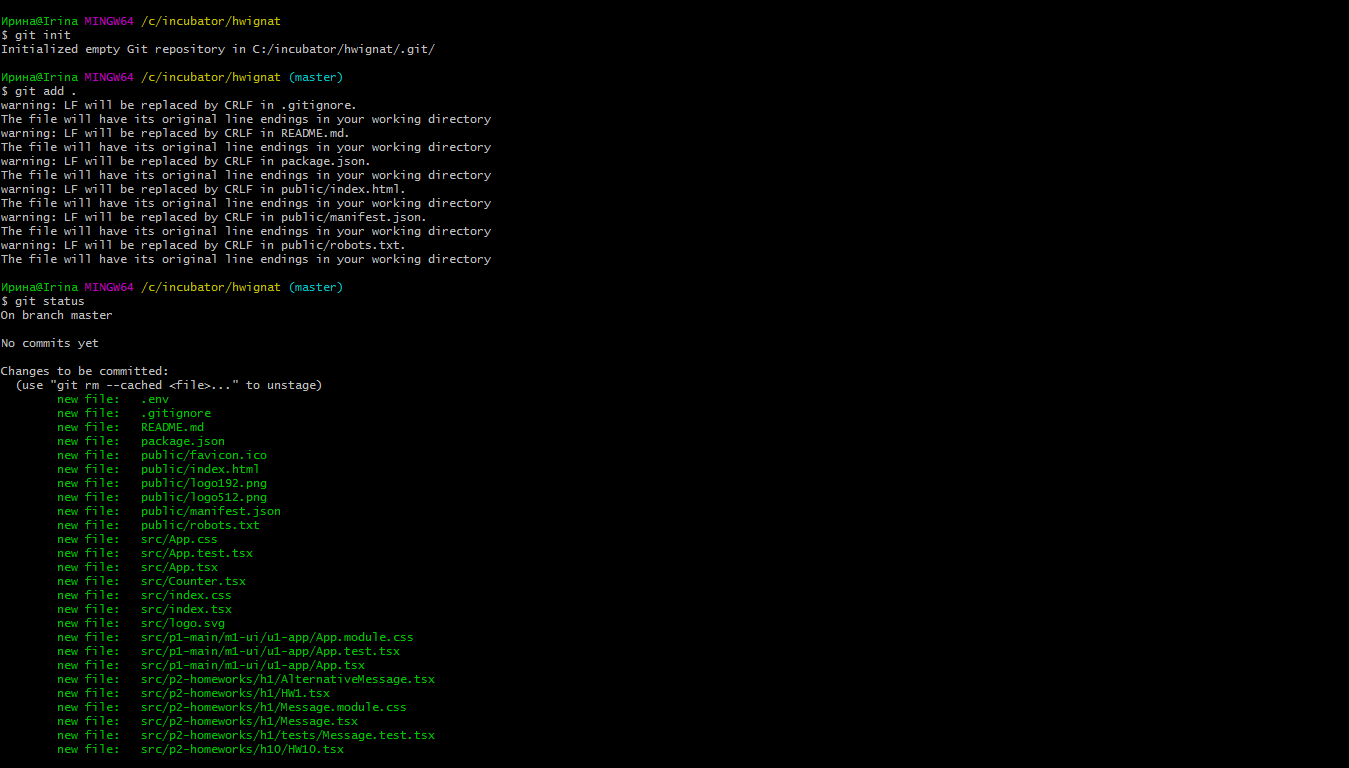 Ирина@Irina MINGW64 /c/incubator/hwignat
$ git init
Initialized empty Git repository in C:/incubator/hwignat/.git/
Ирина@Irina MINGW64 /c/incubator/hwignat (master)
$ git add .
warning: LF will be replaced by CRLF in .gitignore.
The file will have its original line endings in your working directory
warning: LF will be replaced by CRLF in README.md.
The file will have its original line endings in your working directory
warning: LF will be replaced by CRLF in package.json.
The file will have its original line endings in your working directory
warning: LF will be replaced by CRLF in public/index.html.
The file will have its original line endings in your working directory
warning: LF will be replaced by CRLF in public/manifest.json.
The file will have its original line endings in your working directory
warning: LF will be replaced by CRLF in public/robots.txt.
The file will have its original line endings in your working directory
Ирина@Irina MINGW64 /c/incubator/hwignat (master)
$ git status
On branch master
No commits yet
Changes to be committed:
  (use "git rm --cached <file>..." to unstage)
        new file:   .env
        new file:   .gitignore
        new file:   README.md
        new file:   package.json
        new file:   public/favicon.ico
        new file:   public/index.html
        new file:   public/logo192.png
        new file:   public/logo512.png
        new file:   public/manifest.json
        new file:   public/robots.txt
        new file:   src/App.css
        new file:   src/App.test.tsx
        new file:   src/App.tsx
        new file:   src/Counter.tsx
        new file:   src/index.css
        new file:   src/index.tsx
        new file:   src/logo.svg
        new file:   src/p1-main/m1-ui/u1-app/App.module.css
        new file:   src/p1-main/m1-ui/u1-app/App.test.tsx
        new file:   src/p1-main/m1-ui/u1-app/App.tsx
        new file:   src/p2-homeworks/h1/AlternativeMessage.tsx
        new file:   src/p2-homeworks/h1/HW1.tsx
        new file:   src/p2-homeworks/h1/Message.module.css
        new file:   src/p2-homeworks/h1/Message.tsx
        new file:   src/p2-homeworks/h1/tests/Message.test.tsx
        new file:   src/p2-homeworks/h10/HW10.tsx